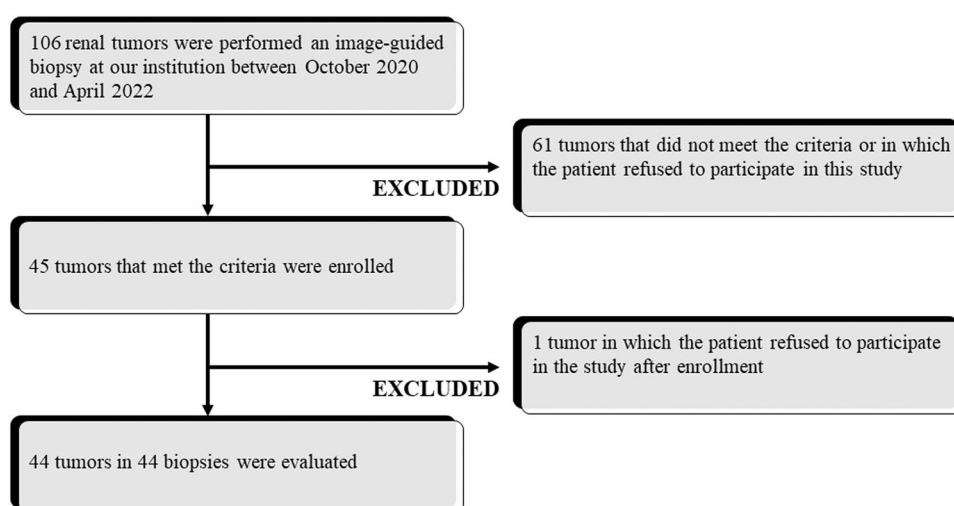 106 renal tumors were performed an image-guided
biopsy at our institution between October 2020
and April 2022
61 tumors that did not meet the criteria or in which
the patient refused to participate in this study
EXCLUDED
45 tumors that met the criteria were enrolled
1 tumor in which the patient refused to participate
in the study after enrollment
EXCLUDED
44 tumors in 44 biopsies were evaluated